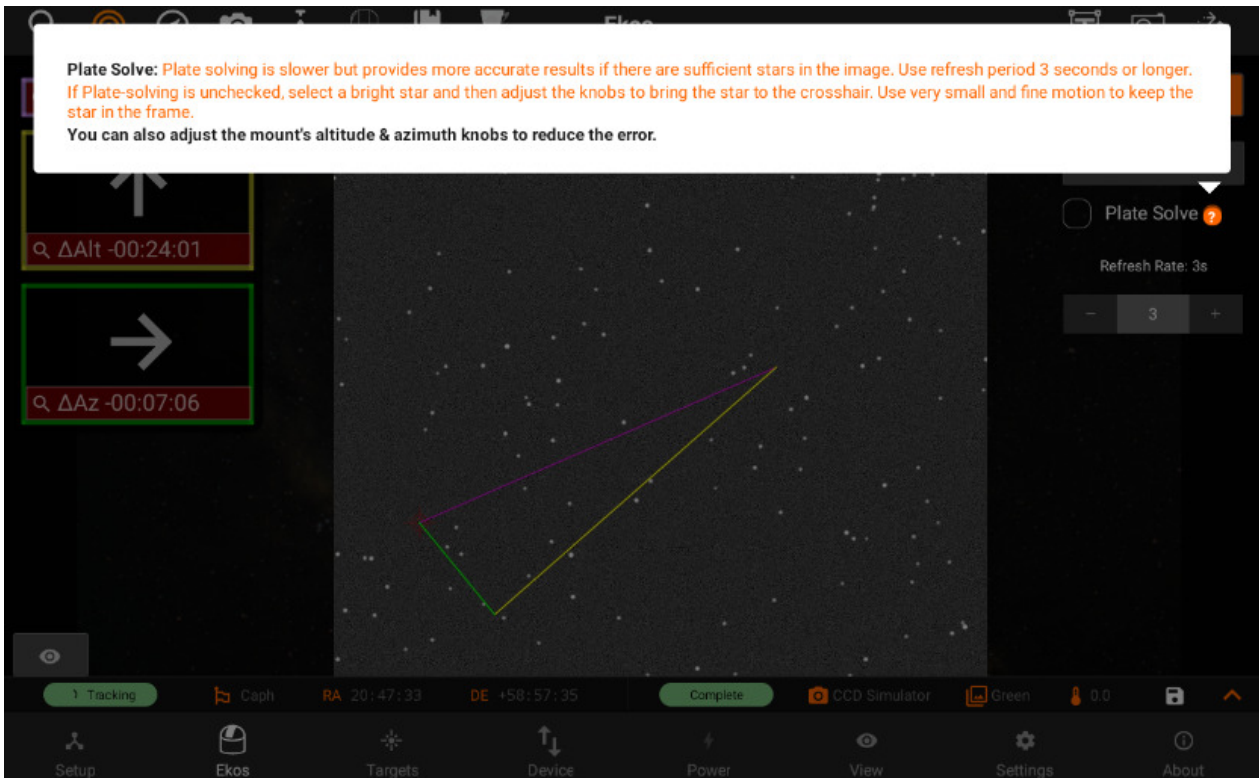 Ekos
Plate Solve: Plate solving is slower but provides more accurate results if there are sufficient stars in the image. Use refresh period 3 seconds or longer.
If Plate-solving is unchecked, select a bright star and then adjust the knobs to bring the star to the crosshair. Use very small and fine motion to keep the
star in the frame.
You can also adjust the mount's altitude & azimuth knobs to reduce the error.
Plate Solve ?
ΔAlt -00:24:01
Refresh Rate: 3s
- 3 +
ΔAz -00:07:06
Tracking Caph RA 20:47:33 DE +58:57:35 Complete CCD Simulator Green 0.0
Setup Ekos Targets Device Power View Settings About